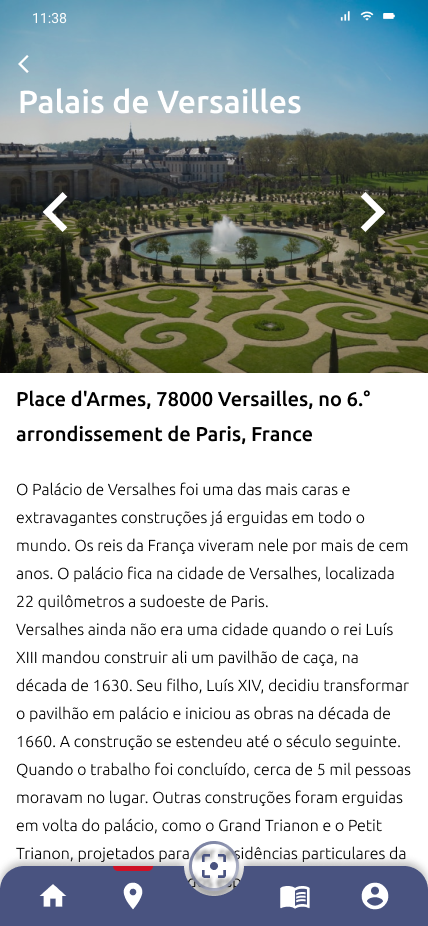 11:38
Palais de Versailles
Place d'Armes, 78000 Versailles, no 6.°
arrondissement de Paris, France
O Palácio de Versalhes foi uma das mais caras e
extravagantes construções já erguidas em todo o
mundo. Os reis da França viveram nele por mais de cem
anos. O palácio fica na cidade de Versalhes, localizada
22 quilômetros a sudoeste de Paris.
Versalhes ainda não era uma cidade quando o rei Luís
XIII mandou construir ali um pavilhão de caça, na
década de 1630. Seu filho, Luís XIV, decidiu transformar
o pavilhão em palácio e iniciou as obras na década de
1660. A construção se estendeu até o século seguinte.
Quando o trabalho foi concluído, cerca de 5 mil pessoas
moravam no lugar. Outras construções foram erguidas
em volta do palácio, como o Grand Trianon e o Petit
Trianon, projetados para residências particulares da